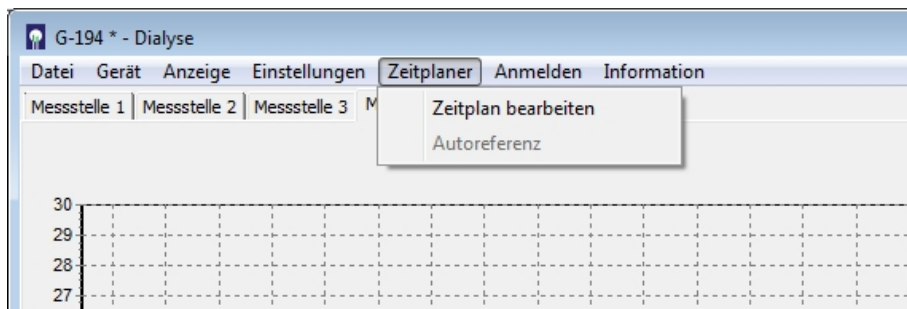 G-194 * - Dialyse
Datei Gerät Anzeige Einstellungen Zeitplaner Anmelden Information
Messstelle 1 Messstelle 2 Messstelle 3 M
Zeitplan bearbeiten
Autoreferenz
30
29
28
27